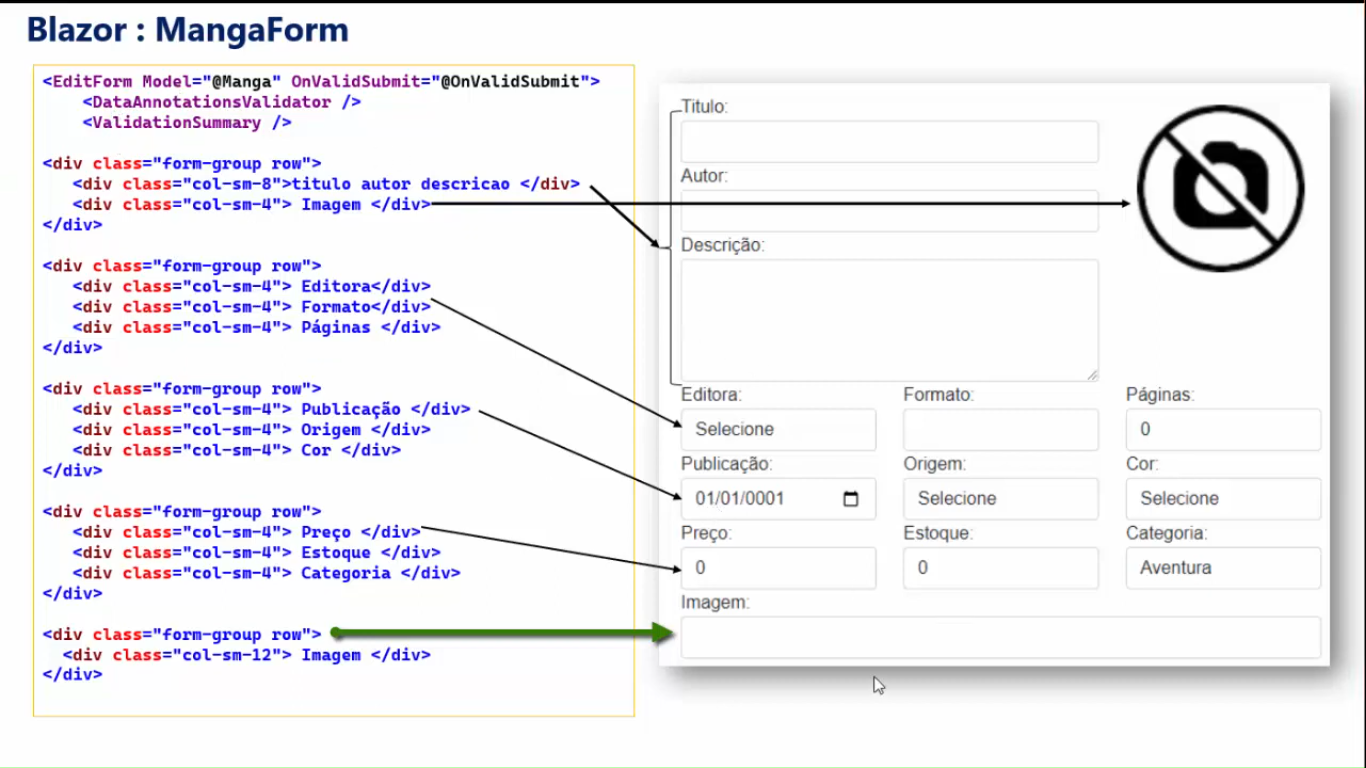 Blazor : MangaForm
<EditForm Model="@Manga" OnValidSubmit="@OnValidSubmit">
<DataAnnotationsValidator />
<ValidationSummary />
<div class="form-group row">
<div class="col-sm-8">titulo autor descricao </div>
<div class="col-sm-4"> Imagem </div>
</div>
<div class="form-group row">
<div class="col-sm-4"> Editora</div>
<div class="col-sm-4"> Formato</div>
<div class="col-sm-4"> Páginas </div>
</div>
<div class="form-group row">
<div class="col-sm-4"> Publicação </div>
<div class="col-sm-4"> Origem </div>
<div class="col-sm-4"> Cor </div>
</div>
<div class="form-group row">
<div class="col-sm-4"> Preço </div>
<div class="col-sm-4"> Estoque </div>
<div class="col-sm-4"> Categoria </div>
</div>
<div class="form-group row">
<div class="col-sm-12"> Imagem </div>
</div>
Titulo:
Autor:
Descrição:
Editora: Formato: Páginas:
Selecione 0
Publicação: Origem: Cor:
01/01/0001 Selecione Selecione
Preço: Estoque: Categoria:
0 0 Aventura
Imagem: